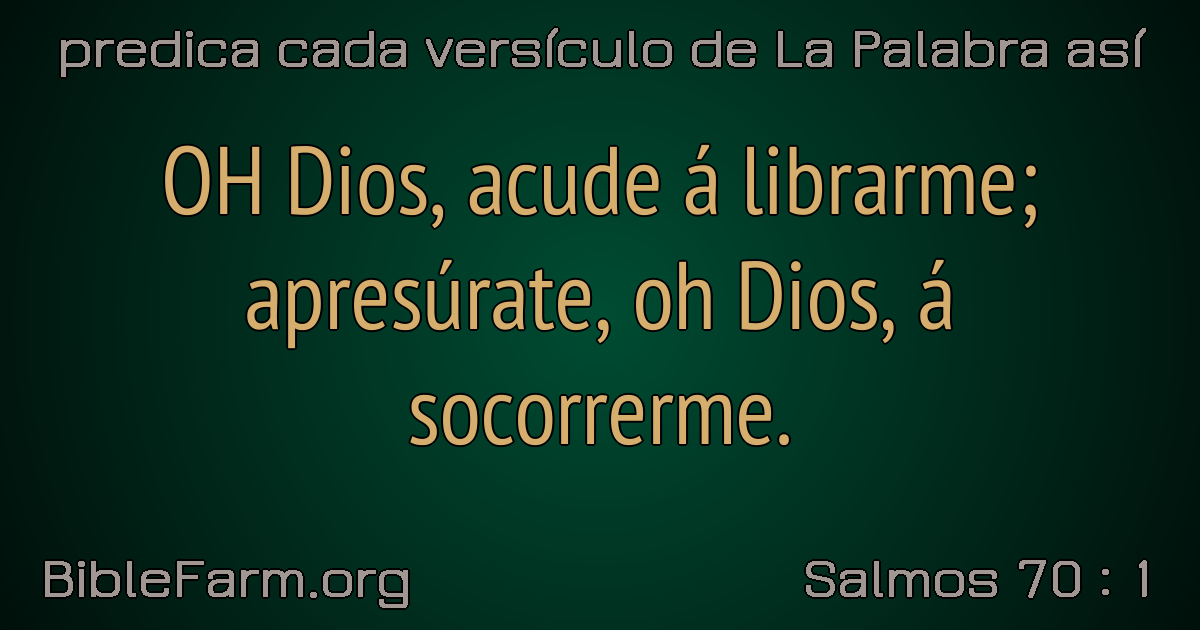 predica cada versículo de La Palabra así
OH Dios, acude á librarme;
apresúrate, oh Dios, á
socorrerme.
BibleFarm.org
Salmos 70 : 1